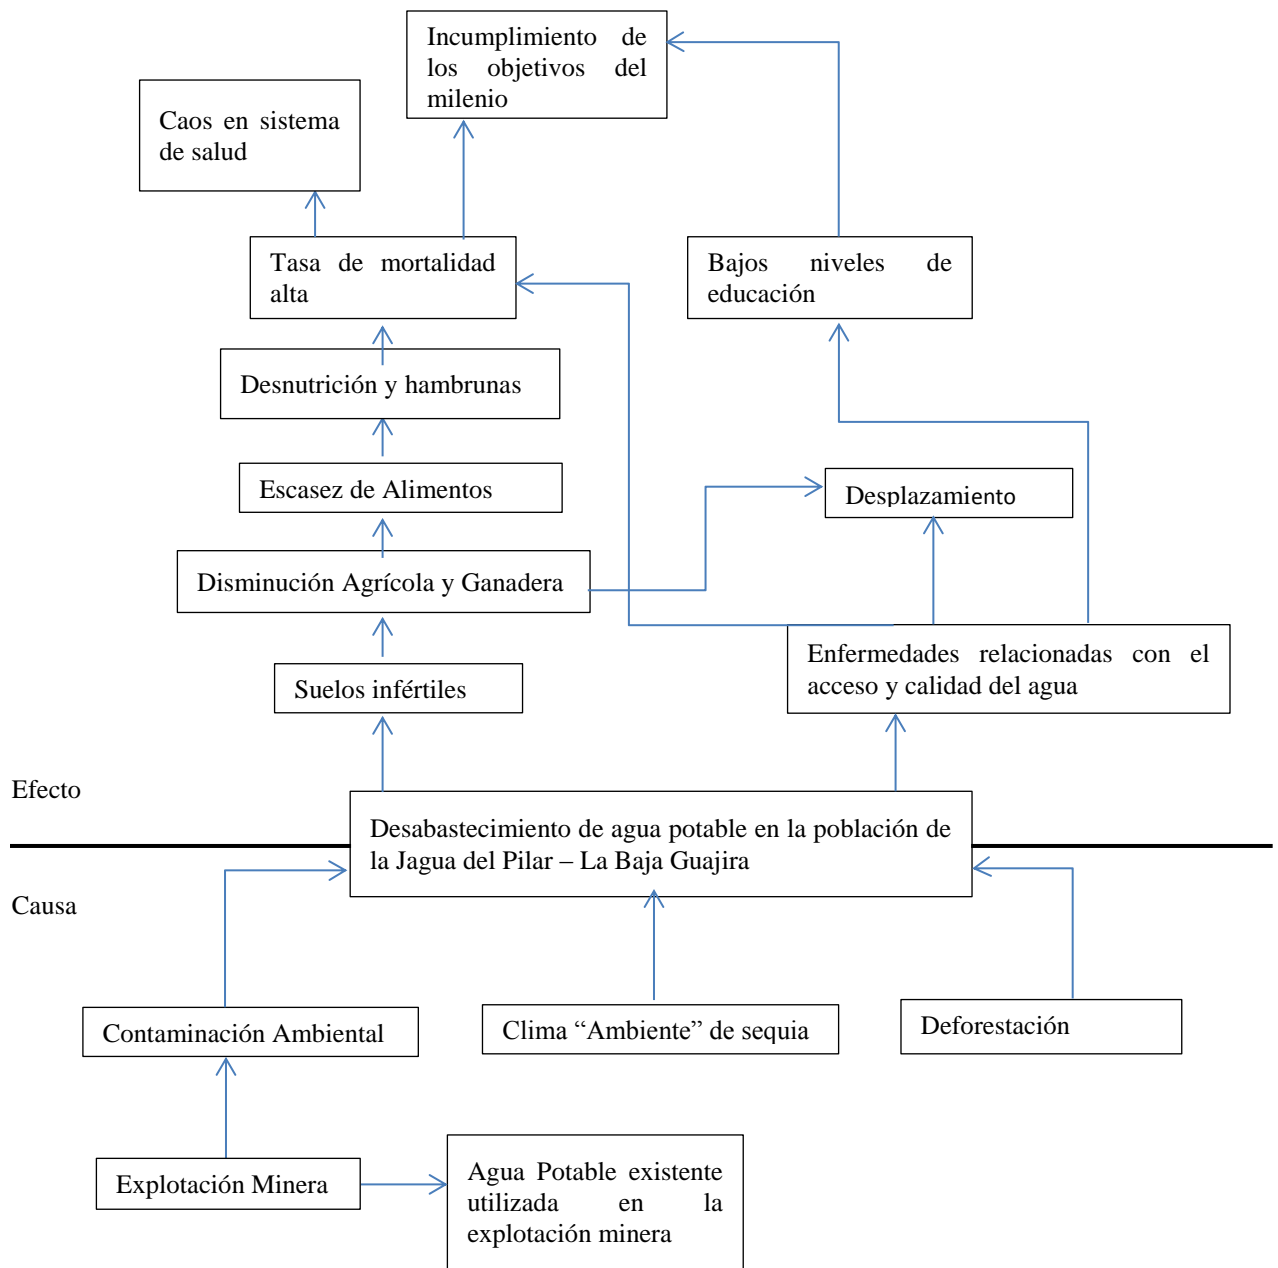 Incumplimiento de
los objetivos del
milenio
Caos en sistema
de salud
Tasa de mortalidad
alta
Bajos niveles de
educación
Desnutrición y hambrunas
Escasez de Alimentos
Desplazamiento
Disminución Agrícola y Ganadera
Enfermedades relacionadas con el
acceso y calidad del agua
Suelos infértiles
Efecto
Desabastecimiento de agua potable en la población de
la Jagua del Pilar – La Baja Guajira
Causa
Contaminación Ambiental
Clima “Ambiente” de sequia
Deforestación
Explotación Minera
Agua Potable existente
utilizada en la
explotación minera